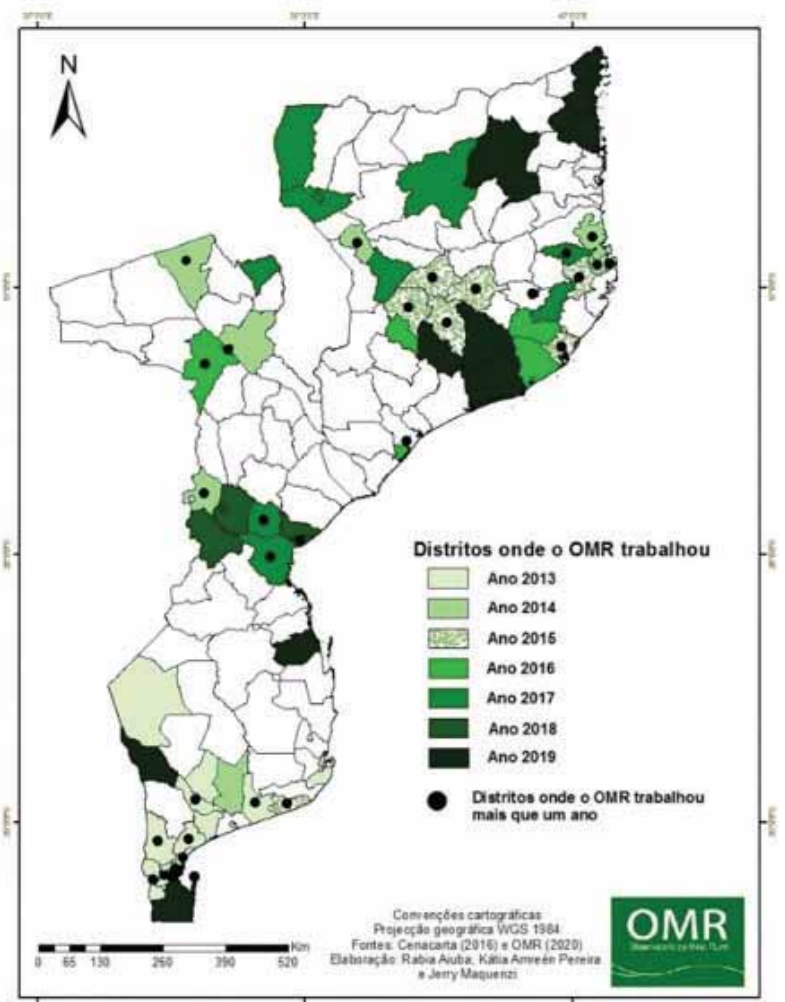 N
Distritos onde o OMR trabalhou
Ano 2013
Ano 2014
Ano 2015
Ano 2016
Ano 2017
Ano 2018
Ano 2019
Distritos onde o OMR trabalhou
mais que um ano
Convenções cartográficas
Projecção geográfica WGS 1984
Fontes: Cenacarta (2016) e OMR (2020)
Elaboração: Rabia Aiuba, Kátia Amreén Pereira
e Jerry Maquenzi
Km
0 65 130 260 390 520
OMR